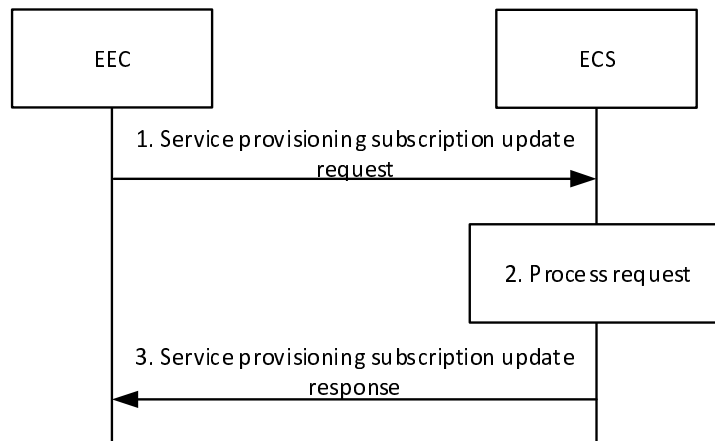 EEC
ECS
1. Service provisioning subscription update
request
2. Process request
3. Service provisioning subscription update
response